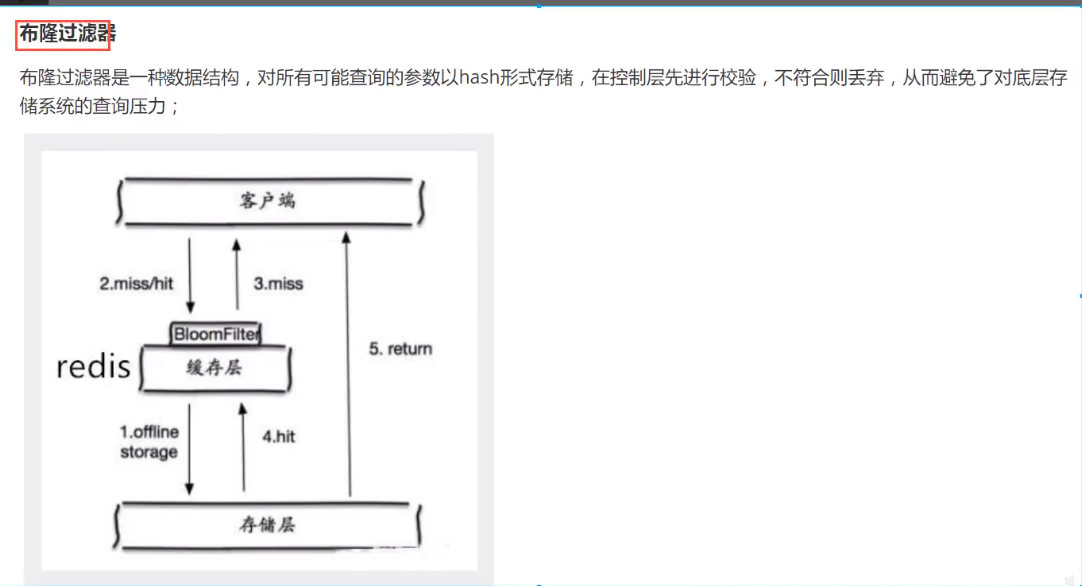 布隆过滤器
布隆过滤器是一种数据结构，对所有可能查询的参数以hash形式存储，在控制层先进行校验，不符合则丢弃，从而避免了对底层存
储系统的查询压力；
客户端
2.miss/hit
3.miss
BloomFilter
redis
缓存层
5. return
1.offline
storage
4.hit
存储层